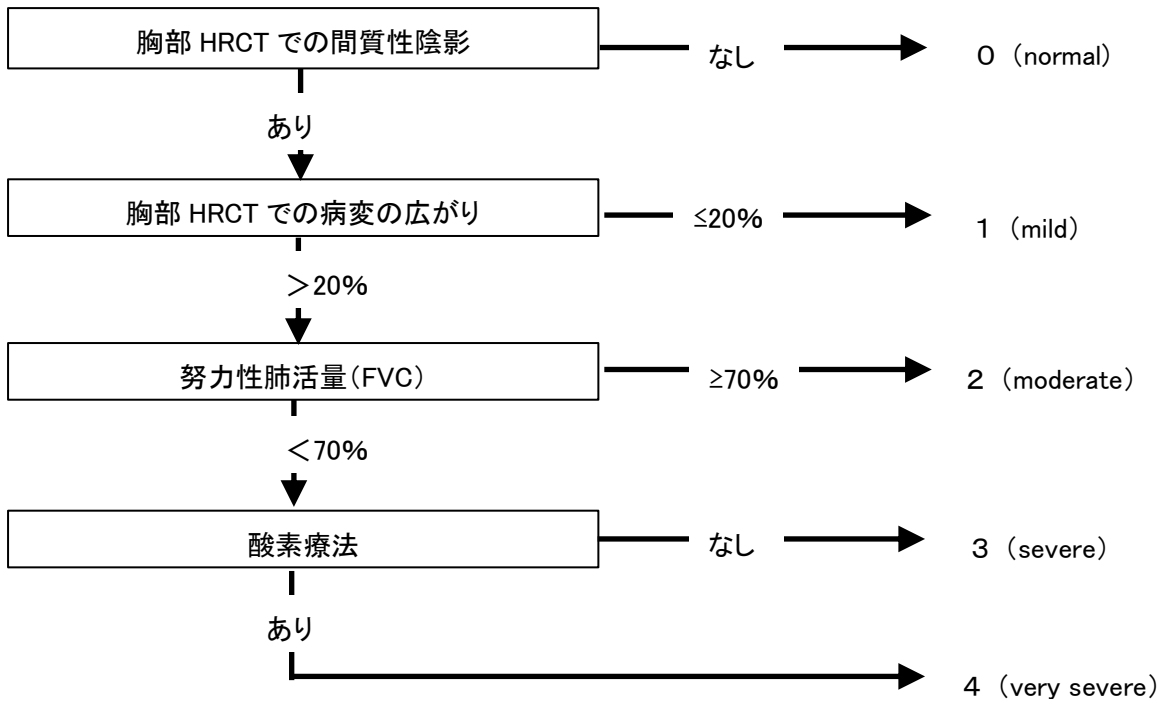 胸部 HRCT での間質性陰影
なし
0 (normal)
あり
胸部 HRCT での病変の広がり
≤20%
1 (mild)
＞20%
努力性肺活量(FVC)
≥70%
2 (moderate)
＜70%
酸素療法
なし
3 (severe)
あり
4 (very severe)